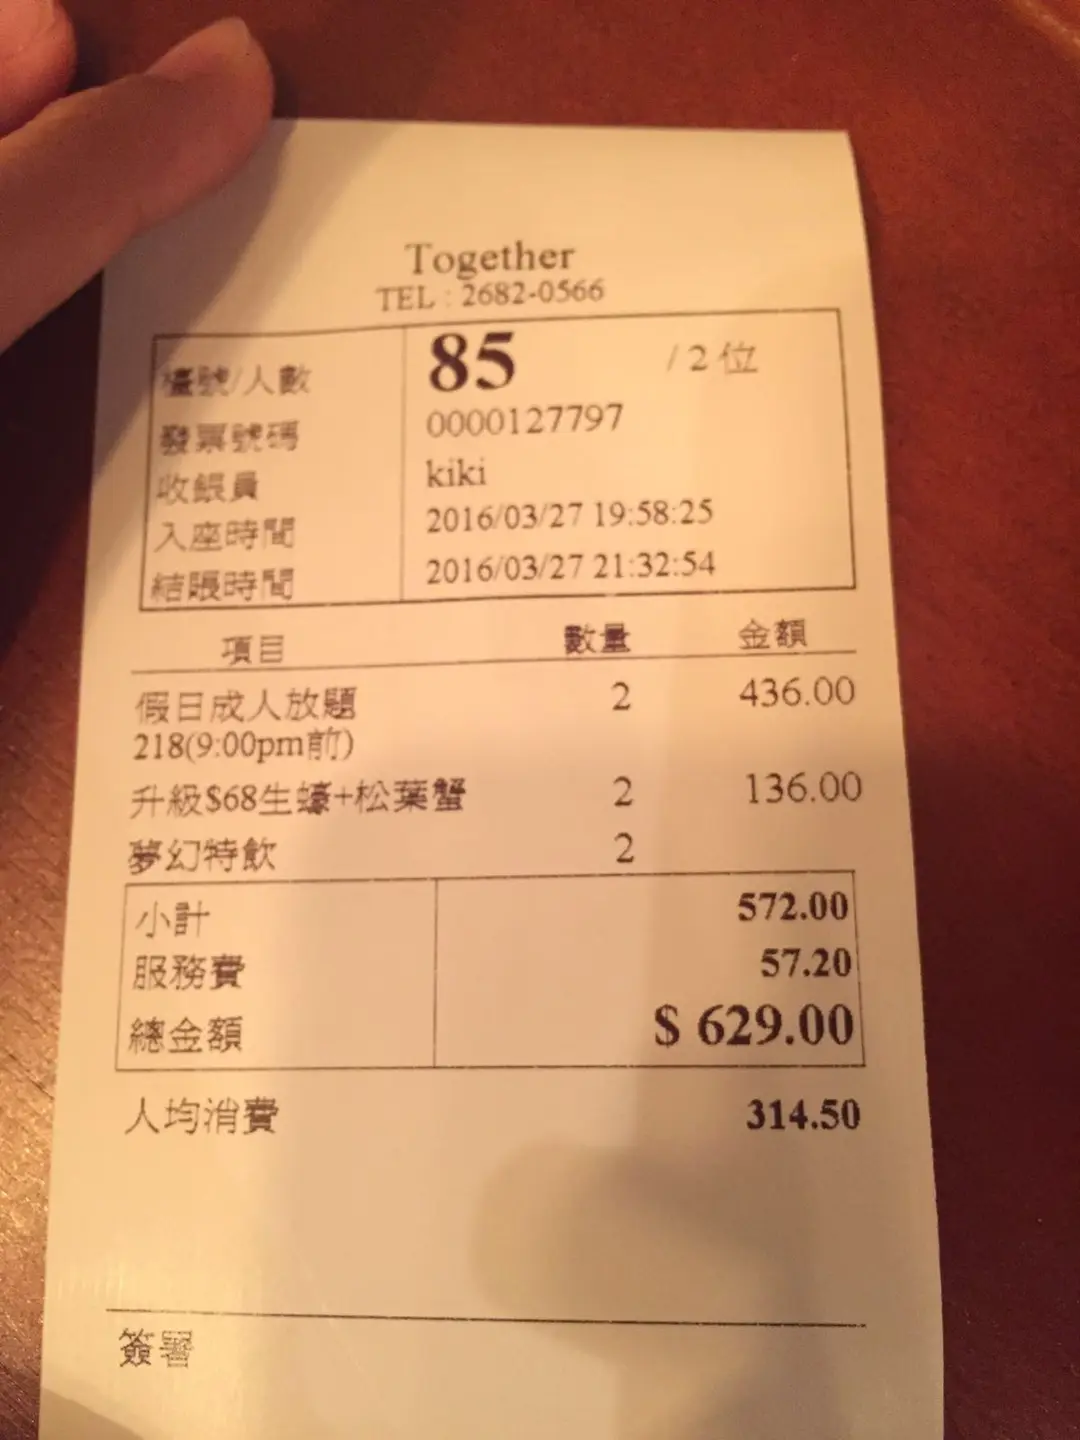 Together
TEL : 2682-0566
檯號/人數 85 / 2 位
發票號碼 0000127797
收銀員 kiki
入座時間 2016/03/27 19:58:25
結賬時間 2016/03/27 21:32:54
項目 數量 金額
假日成人放題 2 436.00
218(9:00pm前)
升級$68生蠔+松葉蟹 2 136.00
夢幻特飲 2
小計 572.00
服務費 57.20
總金額 $ 629.00
人均消費 314.50
簽署